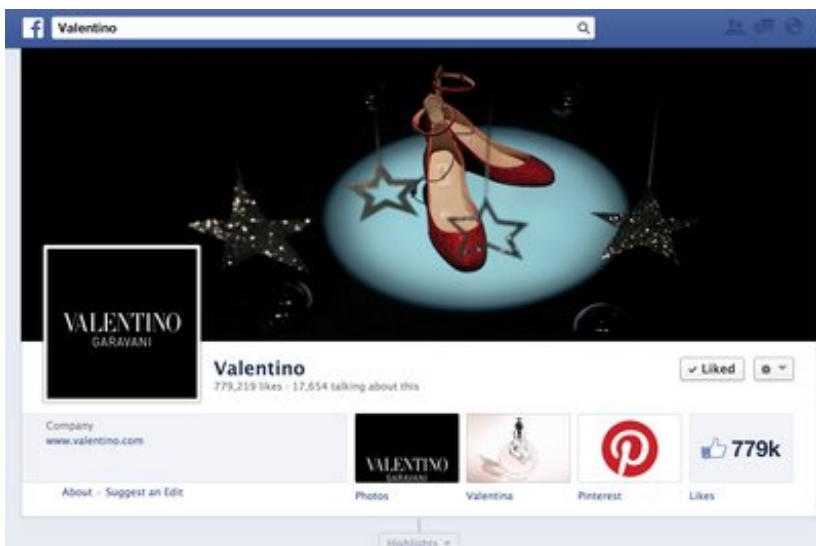 Valentino
VALENTINO
GARAVANI
Valentino
779,219 likes · 17,654 talking about this
Liked
Company
www.valentino.com
About - Suggest an Edit
VALENTINO
GARAVANI
Photos
Valentina
Pinterest
779k
Likes
Highlights